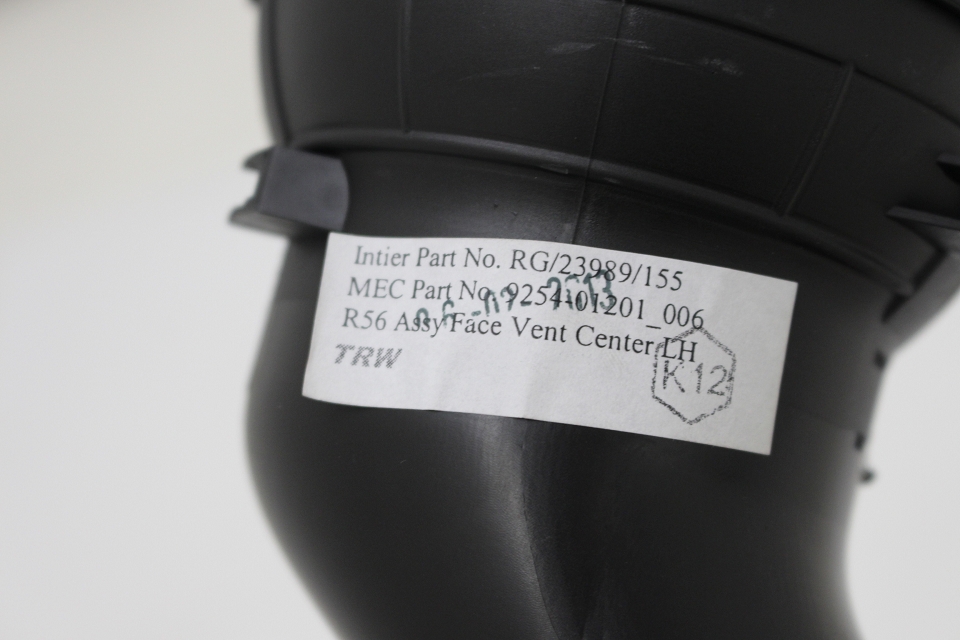 Intier Part No. RG/23989/155
MEC Part No. 9254-01201_006
R56 Assy Face Vent Center LH
TRW
K12